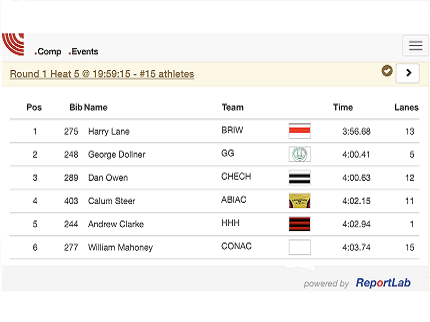 .Comp .Events
Round 1 Heat 5 @ 19:59:15 - #15 athletes
Pos Bib Name Team Time Lanes
1 275 Harry Lane BRIW 3:56.68 13
2 248 George Dollner GG 4:00.41 5
3 289 Dan Owen CHECH 4:00.63 12
4 403 Calum Steer ABIAC 4:02.15 11
5 244 Andrew Clarke HHH 4:02.94 1
6 277 William Mahoney CONAC 4:03.74 15
powered by ReportLab